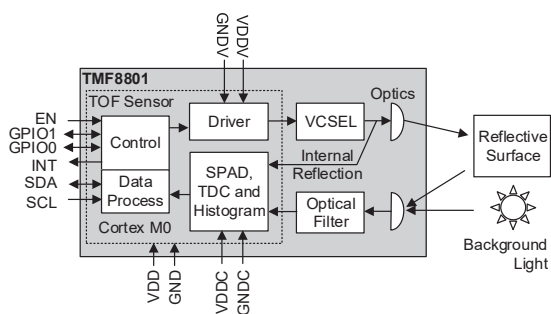 GNDV
VDDV
TMF8801
TOF Sensor
Optics
EN
GPIO1
GPIO0
INT
SDA
SCL
Control
Data
Process
Cortex M0
Driver
VCSEL
Internal
Reflection
SPAD,
TDC and
Histogram
Optical
Filter
Reflective
Surface
Background
Light
VDD
GND
VDDC
GNDC